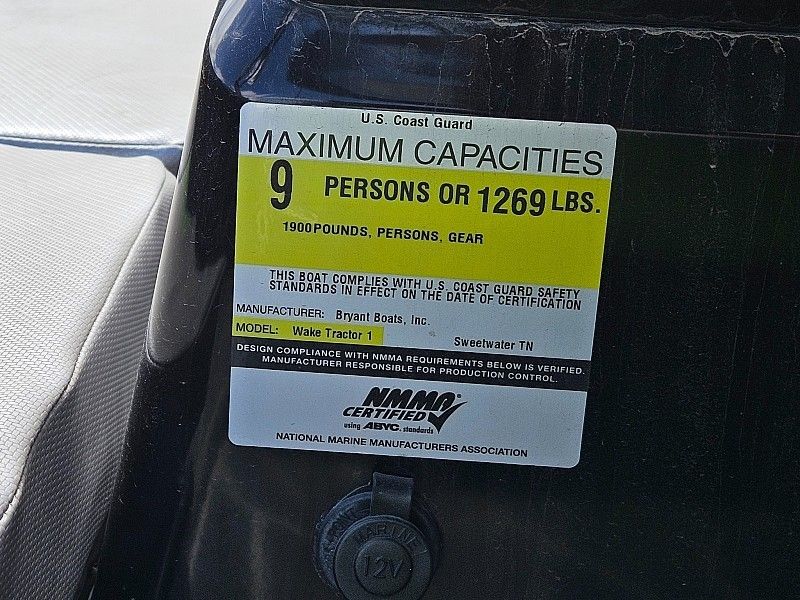 U.S. Coast Guard
MAXIMUM CAPACITIES
9 PERSONS OR 1269 LBS.
1900 POUNDS, PERSONS, GEAR
THIS BOAT COMPLIES WITH U.S. COAST GUARD SAFETY
STANDARDS IN EFFECT ON THE DATE OF CERTIFICATION
MANUFACTURER: Bryant Boats, Inc.
MODEL: Wake Tractor 1 Sweetwater TN
DESIGN COMPLIANCE WITH NMMA REQUIREMENTS BELOW IS VERIFIED.
MANUFACTURER RESPONSIBLE FOR PRODUCTION CONTROL.
NMMA®
CERTIFIED
using ABYC. standards
NATIONAL MARINE MANUFACTURERS ASSOCIATION
MARINE
12V